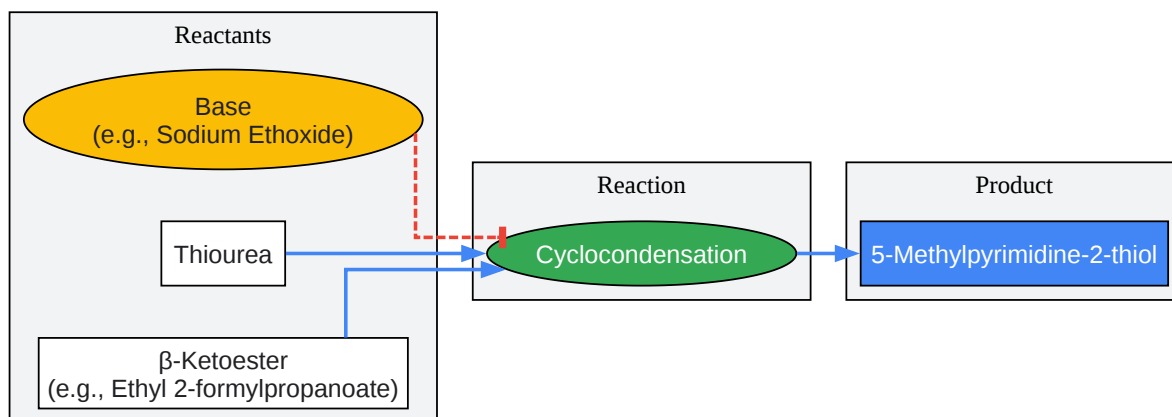 Reactants
Base
(e.g., Sodium Ethoxide)
Thiourea
β-Ketoester
(e.g., Ethyl 2-formylpropanoate)
Reaction
Cyclocondensation
Product
5-Methylpyrimidine-2-thiol